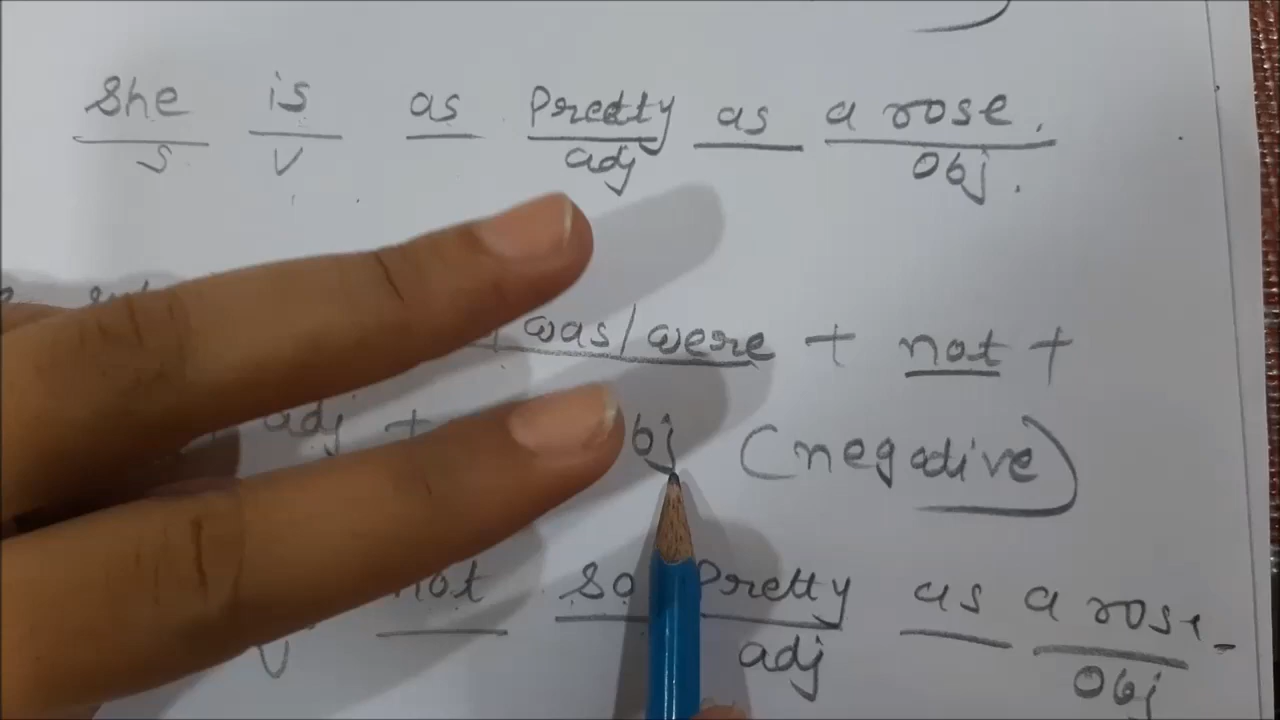 She is as Pretty as a rose.
S V adj Obj.
was/were + not +
adj + bj (negative)
not so Pretty as a rose.
V adj Obj